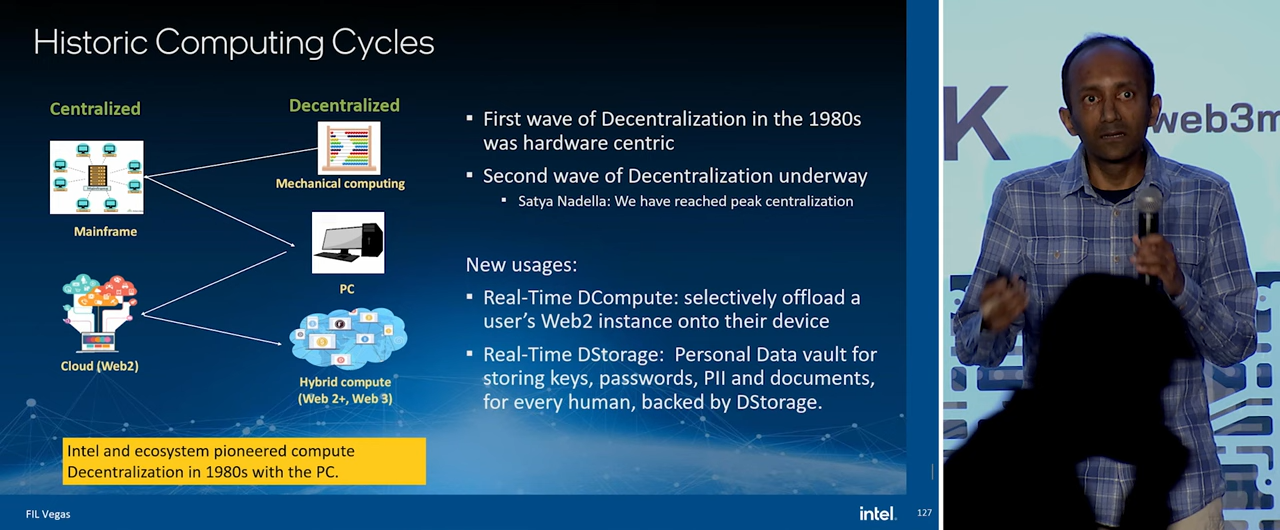 Historic Computing Cycles
Centralized
Decentralized
Mechanical computing
Mainframe
PC
Cloud (Web2)
Hybrid compute
(Web 2+, Web 3)
Intel and ecosystem pioneered compute
Decentralization in 1980s with the PC.
▪ First wave of Decentralization in the 1980s
was hardware centric
▪ Second wave of Decentralization underway
▪ Satya Nadella: We have reached peak centralization
New usages:
▪ Real-Time DCompute: selectively offload a
user's Web2 instance onto their device
▪ Real-Time DStorage: Personal Data vault for
storing keys, passwords, PII and documents,
for every human, backed by DStorage.
FIL Vegas
intel.
127
K
web3m